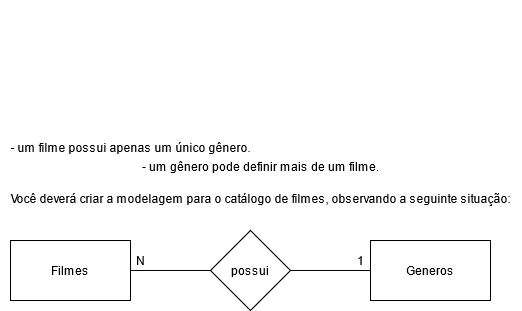 - um filme possui apenas um único gênero.
- um gênero pode definir mais de um filme.
Você deverá criar a modelagem para o catálogo de filmes, observando a seguinte situação:
N
1
Filmes
possui
Generos